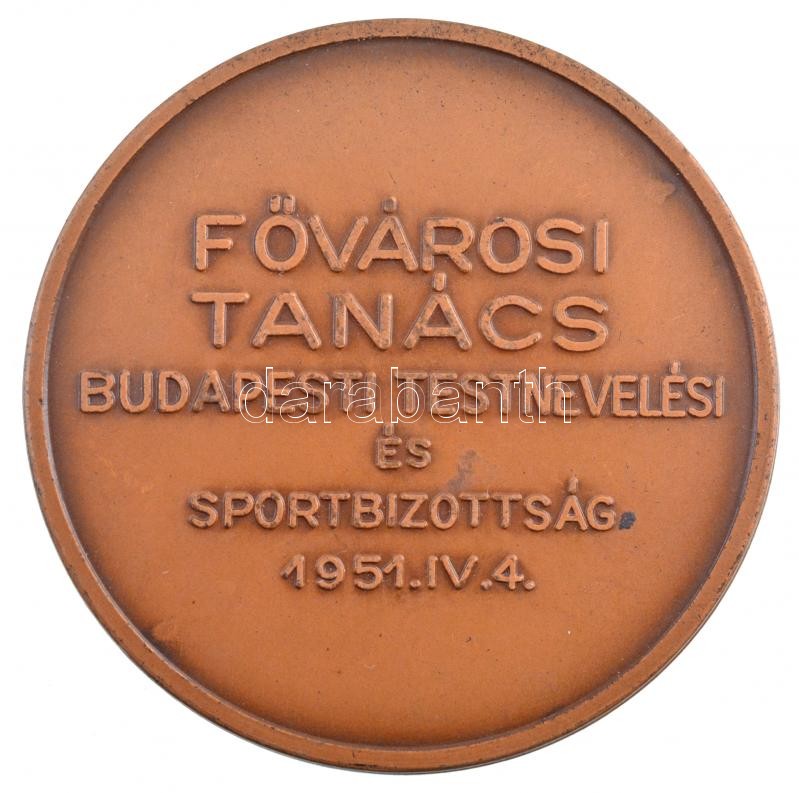 FŐVÁROSI
TANÁCS
BUDAPESTI TESTNEVELÉSI
darabanth
ÉS
SPORTBIZOTTSÁG
1951.IV.4.